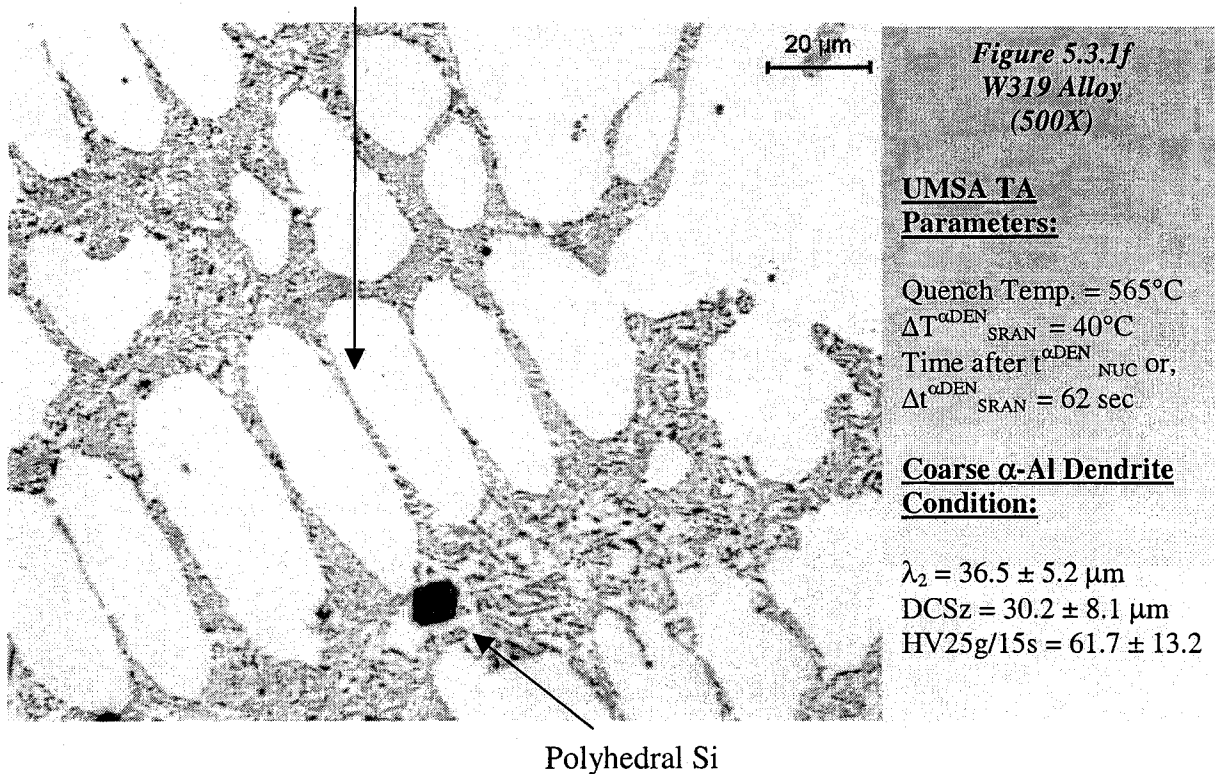 20 µm
Figure 5.3.1f
W319 Alloy
(500X)
UMSA TA
Parameters:
Quench Temp. = 565°C
ΔT^αDEN_SRAN = 40°C
Time after t^αDEN_NUC or,
Δt^αDEN_SRAN = 62 sec
Coarse α-Al Dendrite
Condition:
λ₂ = 36.5 ± 5.2 µm
DCSz = 30.2 ± 8.1 µm
HV25g/15s = 61.7 ± 13.2
Polyhedral Si